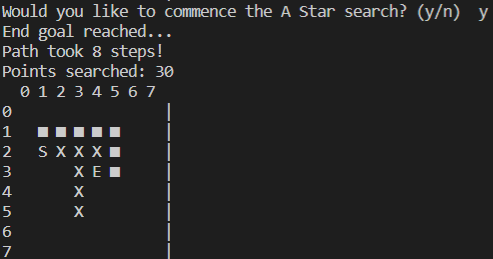 Would you like to commence the A Star search? (y/n)  y
End goal reached...
Path took 8 steps!
Points searched: 30
  0 1 2 3 4 5 6 7
0                 |
1   ■ ■ ■ ■ ■     |
2   S X X X ■     |
3       X E ■     |
4       X         |
5       X         |
6                 |
7                 |